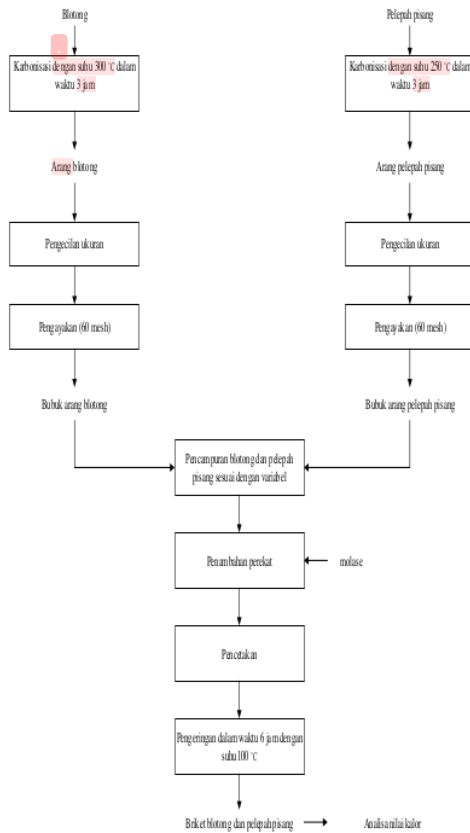 Blotong
Karbonisasi dengan suhu 300 °C dalam
waktu 3 jam
Arang blotong
Pengecilan ukuran
Pengayakan (60 mesh)
Bubuk arang blotong
Pelepah pisang
Karbonisasi dengan suhu 250 °C dalam
waktu 3 jam
Arang pelepah pisang
Pengecilan ukuran
Pengayakan (60 mesh)
Bubuk arang pelepah pisang
Pencampuran blotong dan pelepah
pisang sesuai dengan variabel
Penambahan perekat
molase
Pencetakan
Pengeringan dalam waktu 6 jam dengan
suhu 100 °C
Briket blotong dan pelepah pisang
Analisa nilai kalor